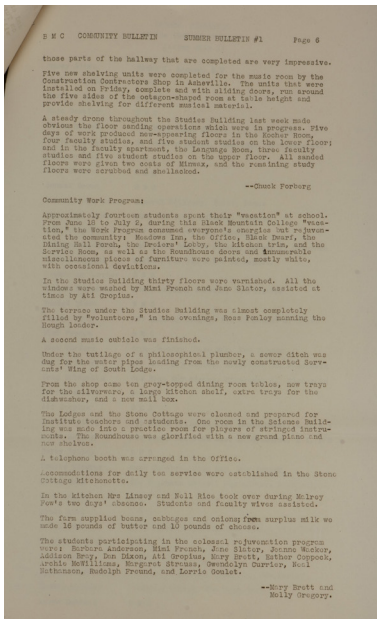 B M C COMMUNITY BULLETIN SUMMER BULLETIN #1 Page 6
those parts of the hallway that are completed are very impressive.
Five new shelving units were completed for the music room by the
Construction Contractors Shop in Asheville. The units that were
installed on Friday, complete with sliding doors, run around
the five sides of the octagon-shaped room at table height and
provide shelving for different musical material.
A steady drone throughout the Studies Building last week made
obvious the floor sanding operations which were in progress. Five
days of work produced new-appearing floors in the Kocher Room,
four faculty studies, and five student studies on the lower floor;
and in the faculty apartment, the Language Room, three faculty
studies and five student studies on the upper floor. All sanded
floors were given two coats of Minwax, and the remaining study
floors were scrubbed and shellacked.
--Chuck Forberg
Community Work Program:
Approximately fourteen students spent their "vacation" at school.
From June 18 to July 2, during this Black Mountain College "vaca-
tion," the Work Program consumed everyone's energies but rejuven-
ated the community: Meadows Inn, the Office, Black Dwarf, the
Dining Hall Porch, the Dreiers' Lobby, the kitchen trim, and the
Service Room, as well as the Roundhouse doors and innumerable
miscellaneous pieces of furniture were painted, mostly white,
with occasional deviations.
In the Studies Building thirty floors were varnished. All the
windows were washed by Mimi French and Jane Slater, assisted at
times by Ati Gropius.
The terrace under the Studies Building was almost completely
filled by "volunteers," in the evenings, Ross Penley manning the
Hough loader.
A second music cubicle was finished.
Under the tutilage of a philosophical plumber, a sewer ditch was
dug for the water pipes leading from the newly constructed Serv-
ants' Wing of South Lodge.
From the shop came ten grey-topped dining room tables, new trays
for the silverware, a large kitchen shelf, extra trays for the
dishwasher, and a new mail box.
The Lodges and the Stone Cottage were cleaned and prepared for
Institute teachers and students. One room in the Science Build-
ing was made into a practice room for players of stringed instru-
ments. The Roundhouse was glorified with a new grand piano and
new shelves.
A telephone booth was arranged in the Office.
Accomodations for daily tea service were established in the Stone
Cottage kitchenette.
In the kitchen Mrs Linsey and Nell Rice took over during Malrey
Few's two days' absence. Students and faculty wives assisted.
The farm supplied beans, cabbages and onions; from surplus milk we
made 16 pounds of butter and 10 pounds of cheese.
The students participating in the colossal rejuvenation program
were: Barbara Anderson, Mimi French, Jane Slater, Joanne Wacker,
Addison Bray, Dan Dixon, Ati Gropius, Mary Brett, Esther Coppock,
Archie McWilliams, Margaret Strauss, Gwendolyn Currier, Neal
Nathanson, Rudolph Freund, and Lorrie Goulet.
--Mary Brett and
Molly Gregory.